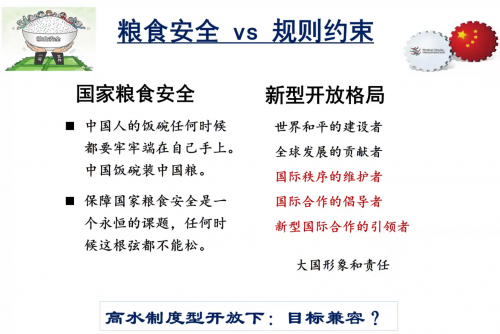 粮食安全 vs 规则约束
国家粮食安全
■ 中国人的饭碗任何时候
都要牢牢端在自己手上。
中国饭碗装中国粮。
■ 保障国家粮食安全是一
个永恒的课题，任何时
候这根弦都不能松。
新型开放格局
世界和平的建设者
全球发展的贡献者
国际秩序的维护者
国际合作的倡导者
新型国际合作的引领者
大国形象和责任
高水制度型开放下：目标兼容？